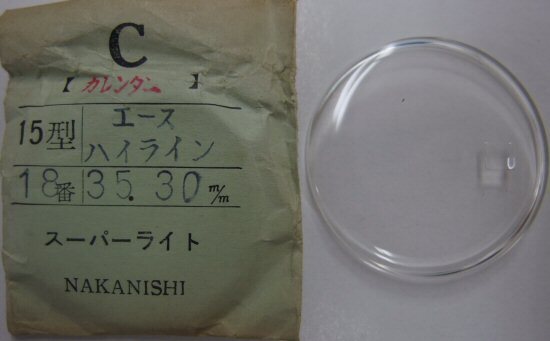 C
【 カレンダー 】
15型 エース
ハイライン
18番 35.30 m/m
スーパーライト
NAKANISHI